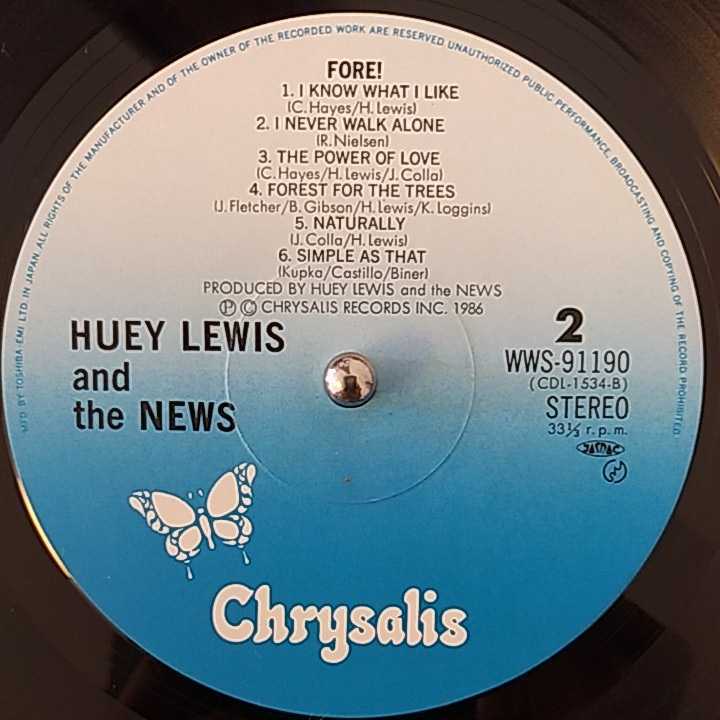 MFD BY TOSHIBA-EMI LTD. IN JAPAN. ALL RIGHTS OF THE MANUFACTURER AND OF THE OWNER OF THE RECORDED WORK ARE RESERVED UNAUTHORIZED PUBLIC PERFORMANCE, BROADCASTING AND COPYING OF THE RECORD PROHIBITED.
FORE!
1. I KNOW WHAT I LIKE
(C. Hayes/H. Lewis)
2. I NEVER WALK ALONE
(R. Nielsen)
3. THE POWER OF LOVE
(C. Hayes/H. Lewis/J. Colla)
4. FOREST FOR THE TREES
(J. Fletcher/B. Gibson/H. Lewis/K. Loggins)
5. NATURALLY
(J. Colla/H. Lewis)
6. SIMPLE AS THAT
(Kupka/Castillo/Biner)
PRODUCED BY HUEY LEWIS and the NEWS
Ⓟ © CHRYSALIS RECORDS INC. 1986
HUEY LEWIS
and
the NEWS
2
WWS-91190
(CDL-1534-B)
STEREO
33⅓ r.p.m.
JASRAC
Chrysalis